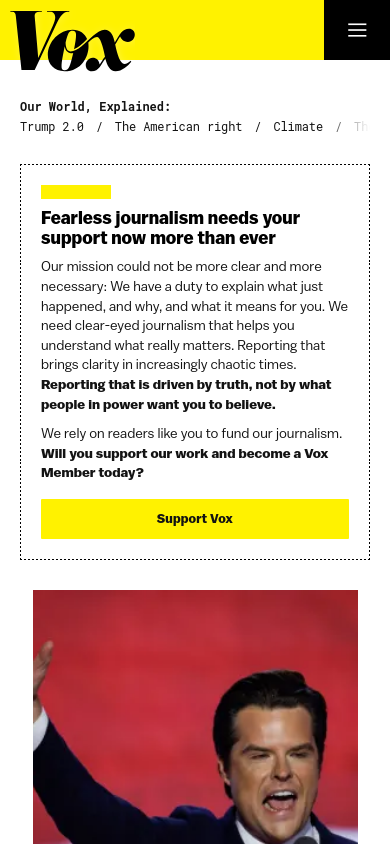 Vox
Our World, Explained:
Trump 2.0 / The American right / Climate /
Fearless journalism needs your
support now more than ever
Our mission could not be more clear and more
necessary: We have a duty to explain what just
happened, and why, and what it means for you. We
need clear-eyed journalism that helps you
understand what really matters. Reporting that
brings clarity in increasingly chaotic times.
Reporting that is driven by truth, not by what
people in power want you to believe.
We rely on readers like you to fund our journalism.
Will you support our work and become a Vox
Member today?
Support Vox